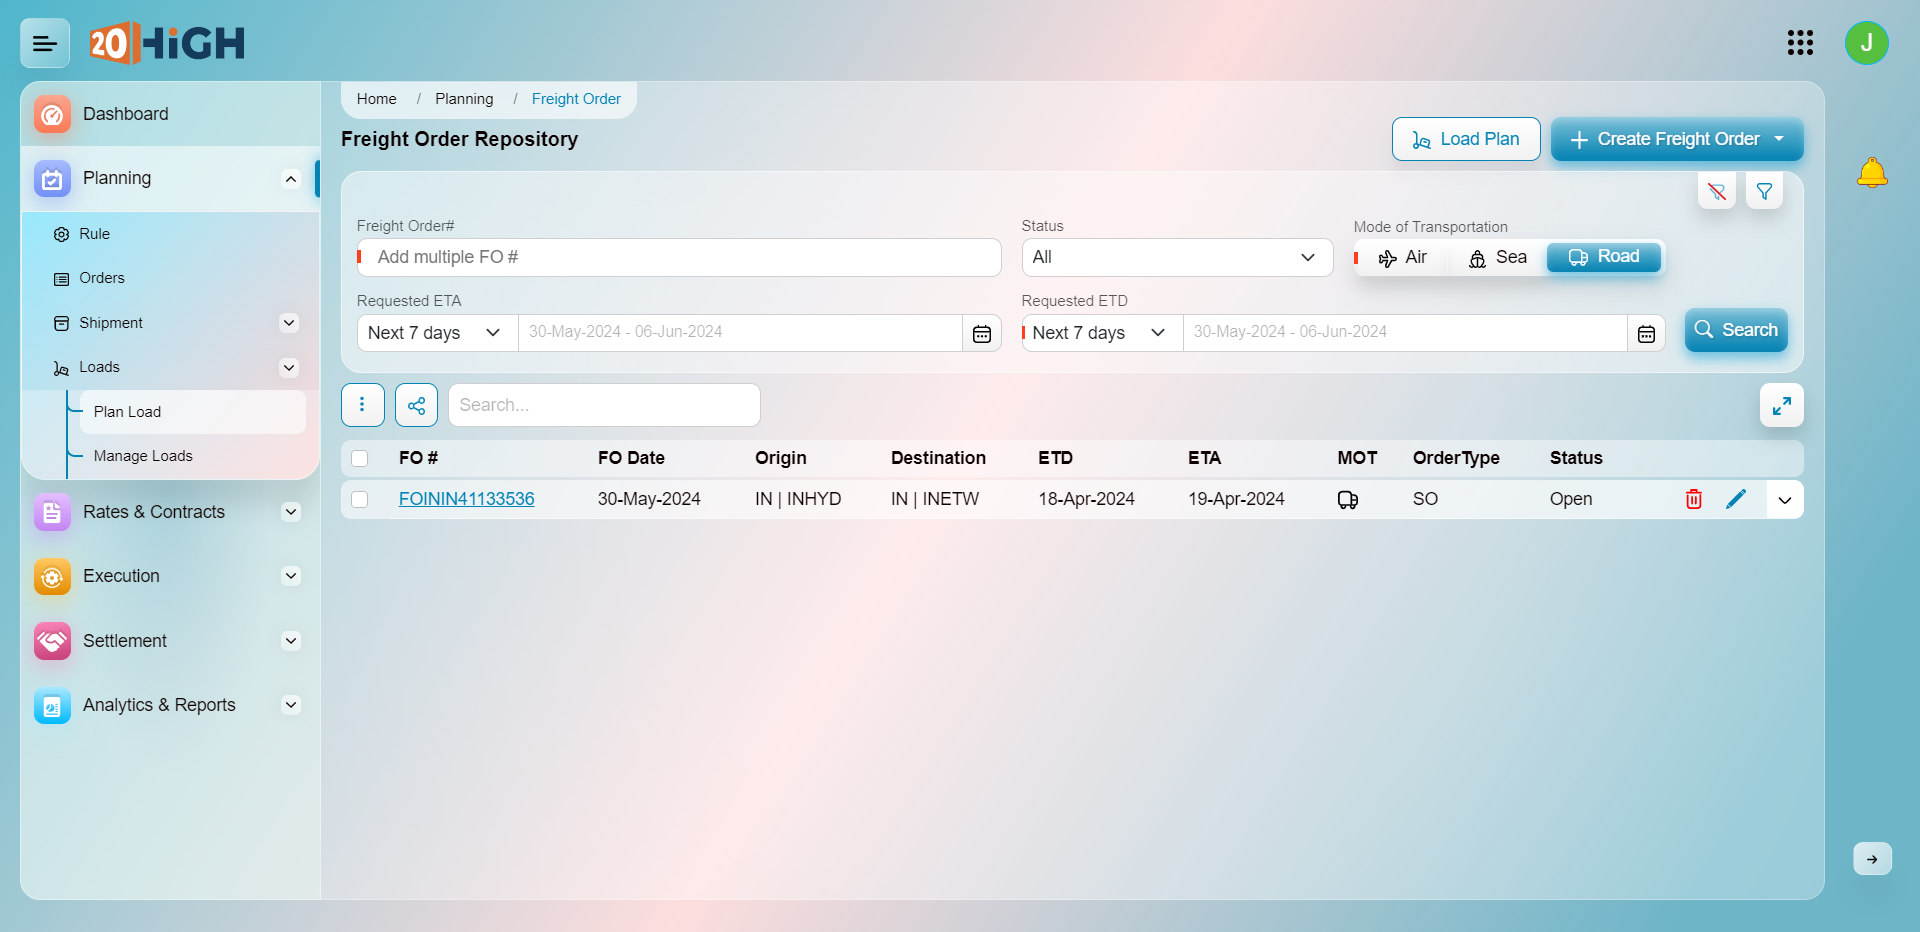 20HiGH
J
Dashboard
Planning
Rule
Orders
Shipment
Loads
Plan Load
Manage Loads
Rates & Contracts
Execution
Settlement
Analytics & Reports
Home / Planning / Freight Order
Freight Order Repository
Load Plan
Create Freight Order
Freight Order#
Add multiple FO #
Status
All
Mode of Transportation
Air Sea Road
Requested ETA
Next 7 days 30-May-2024 - 06-Jun-2024
Requested ETD
Next 7 days 30-May-2024 - 06-Jun-2024
Search
Search...
FO # FO Date Origin Destination ETD ETA MOT OrderType Status
FOININ41133536 30-May-2024 IN | INHYD IN | INETW 18-Apr-2024 19-Apr-2024 SO Open